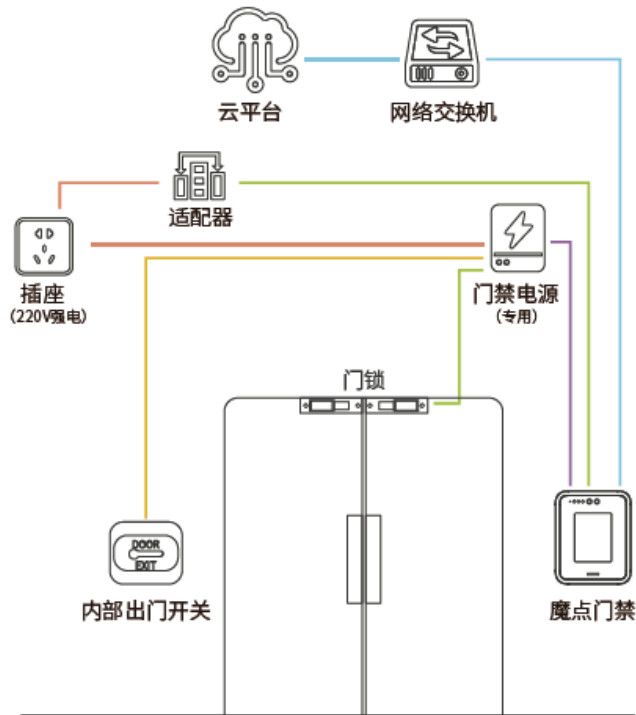 云平台
网络交换机
适配器
插座
(220V强电)
门禁电源
(专用)
门锁
DOOR
EXIT
内部出门开关
魔点门禁